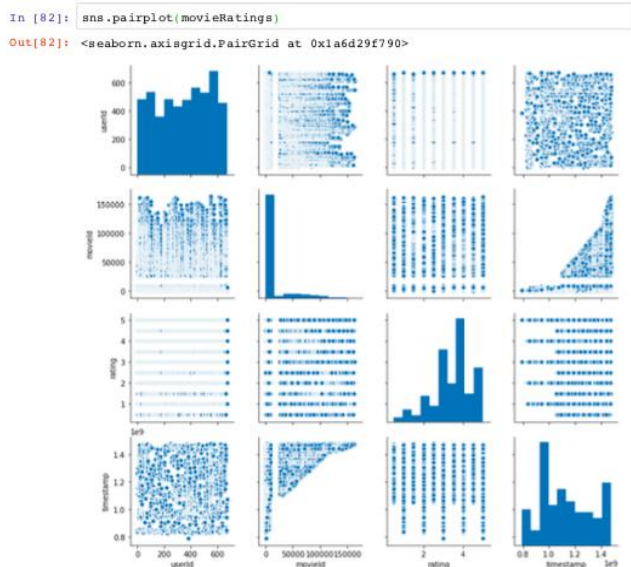 In [82]: sns.pairplot(movieRatings)
Out[82]: <seaborn.axisgrid.PairGrid at 0x1a6d29f790>
600
400
200
0
userId
150000
100000
50000
0
movieId
5
4
3
2
1
rating
1e9
1.4
1.2
1.0
0.8
timestamp
0 200 400 600
userId
0 50000 100000 150000
movieId
2 4
rating
0.8 1.0 1.2 1.4
timestamp 1e9